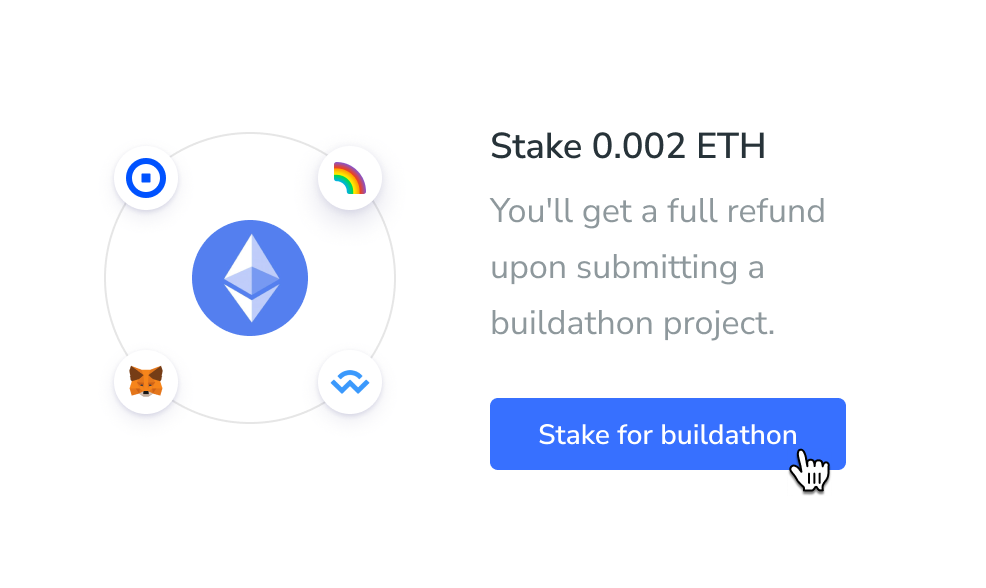 Stake 0.002 ETH
You'll get a full refund
upon submitting a
buildathon project.
Stake for buildathon